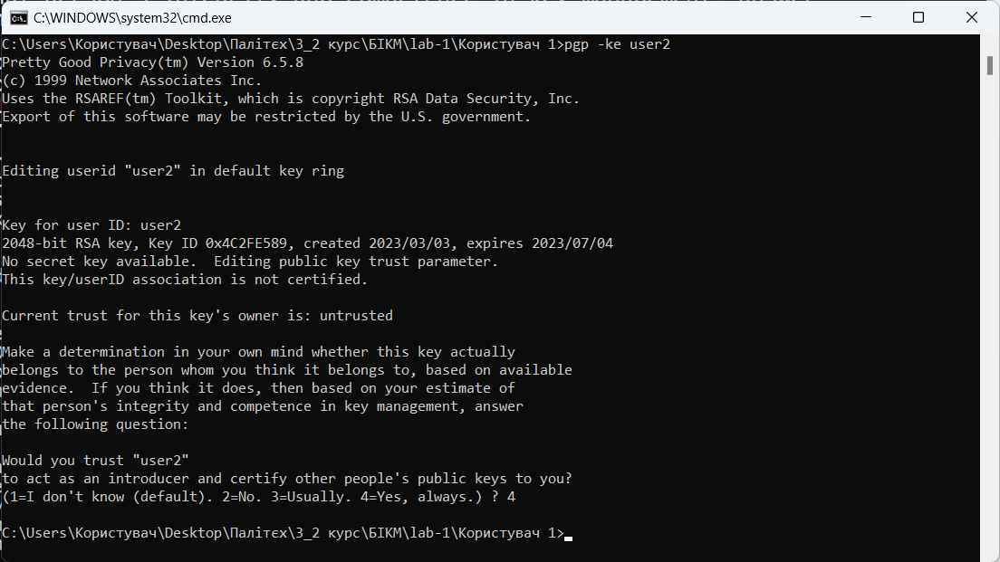 C:\WINDOWS\system32\cmd.exe
C:\Users\Користувач\Desktop\Палітєх\3_2 курс\БІКМ\lab-1\Користувач 1>pgp -ke user2
Pretty Good Privacy(tm) Version 6.5.8
(c) 1999 Network Associates Inc.
Uses the RSAREF(tm) Toolkit, which is copyright RSA Data Security, Inc.
Export of this software may be restricted by the U.S. government.
Editing userid "user2" in default key ring
Key for user ID: user2
2048-bit RSA key, Key ID 0x4C2FE589, created 2023/03/03, expires 2023/07/04
No secret key available.  Editing public key trust parameter.
This key/userID association is not certified.
Current trust for this key's owner is: untrusted
Make a determination in your own mind whether this key actually
belongs to the person whom you think it belongs to, based on available
evidence.  If you think it does, then based on your estimate of
that person's integrity and competence in key management, answer
the following question:
Would you trust "user2"
to act as an introducer and certify other people's public keys to you?
(1=I don't know (default). 2=No. 3=Usually. 4=Yes, always.) ? 4
C:\Users\Користувач\Desktop\Палітєх\3_2 курс\БІКМ\lab-1\Користувач 1>